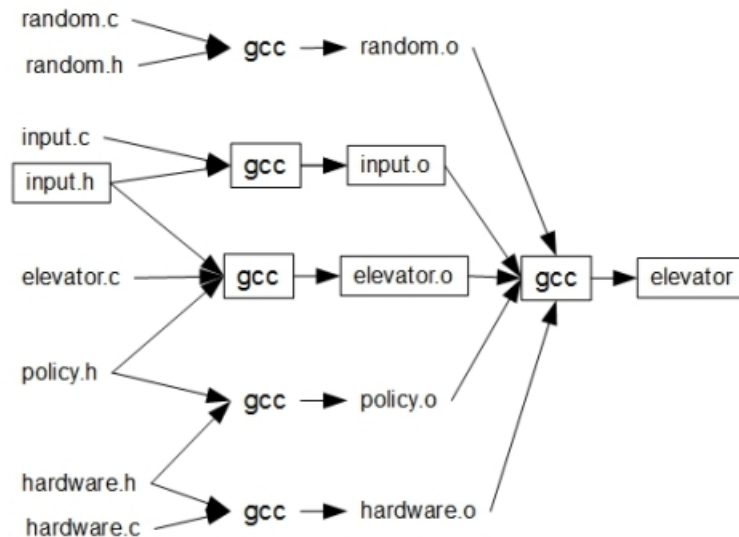 random.c
random.h
gcc
random.o
input.c
input.h
gcc
input.o
elevator.c
gcc
elevator.o
gcc
elevator
policy.h
gcc
policy.o
hardware.h
hardware.c
gcc
hardware.o